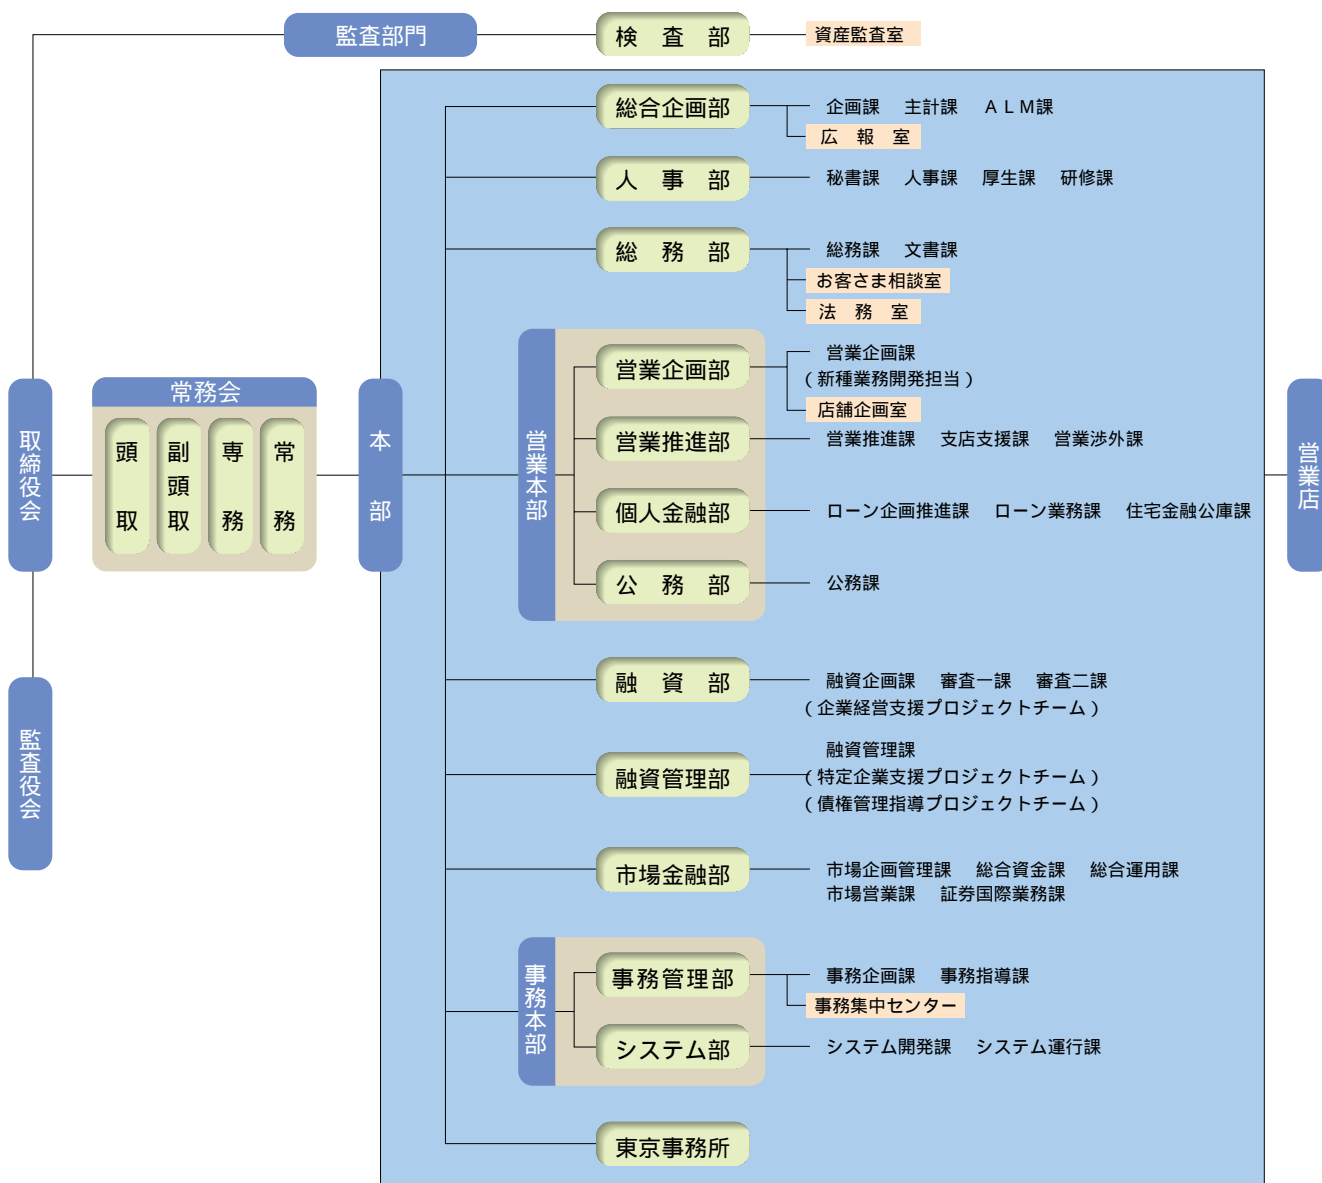 監査部門
検査部
資産監査室
総合企画部
企画課 主計課 ALM課
広報室
人事部
秘書課 人事課 厚生課 研修課
総務部
総務課 文書課
お客さま相談室
法務室
取締役会
常務会
頭取
副頭取
専務
常務
本部
営業本部
営業企画部
営業企画課
(新種業務開発担当)
店舗企画室
営業推進部
営業推進課 支店支援課 営業渉外課
個人金融部
ローン企画推進課 ローン業務課 住宅金融公庫課
公務部
公務課
営業店
監査役会
融資部
融資企画課 審査一課 審査二課
(企業経営支援プロジェクトチーム)
融資管理部
融資管理課
(特定企業支援プロジェクトチーム)
(債権管理指導プロジェクトチーム)
市場金融部
市場企画管理課 総合資金課 総合運用課
市場営業課 証券国際業務課
事務本部
事務管理部
事務企画課 事務指導課
事務集中センター
システム部
システム開発課 システム運行課
東京事務所